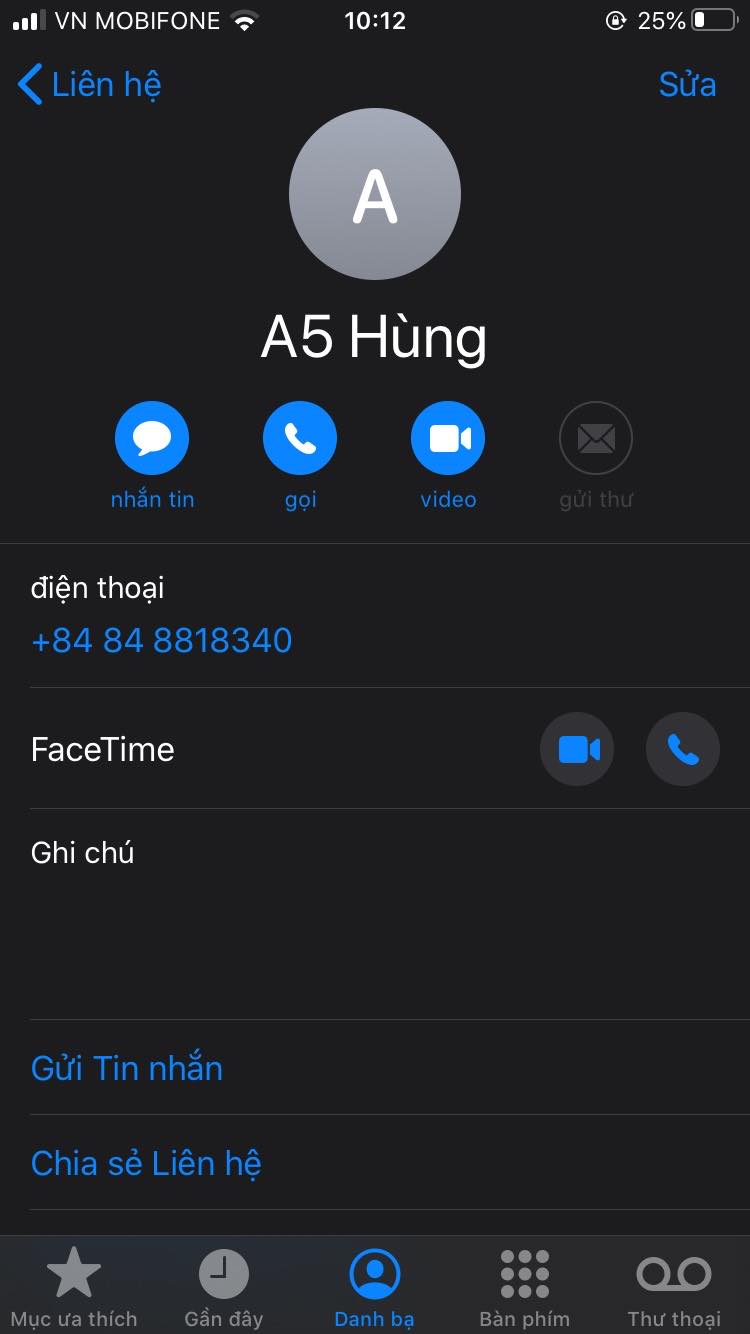 VN MOBIFONE 10:12 25%
Liên hệ Sửa
A
A5 Hùng
nhắn tin gọi video gửi thư
điện thoại
+84 84 8818340
FaceTime
Ghi chú
Gửi Tin nhắn
Chia sẻ Liên hệ
Mục ưa thích Gần đây Danh bạ Bàn phím Thư thoại